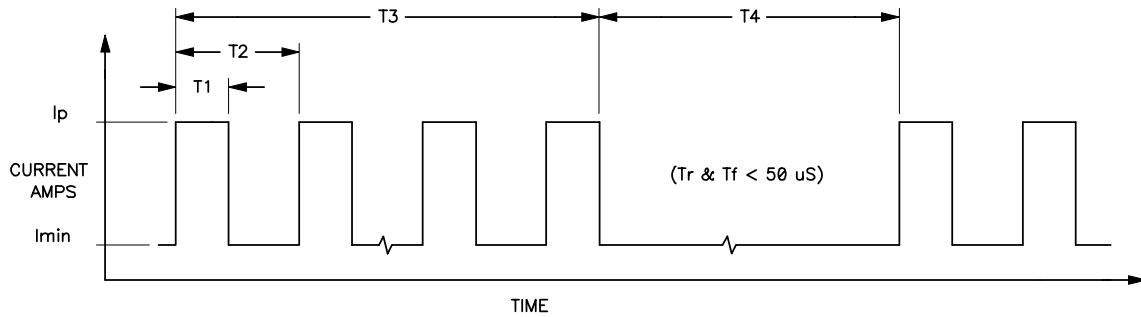 T3
T4
T2
T1
Ip
CURRENT
AMPS
(Tr & Tf < 50 uS)
Imin
TIME